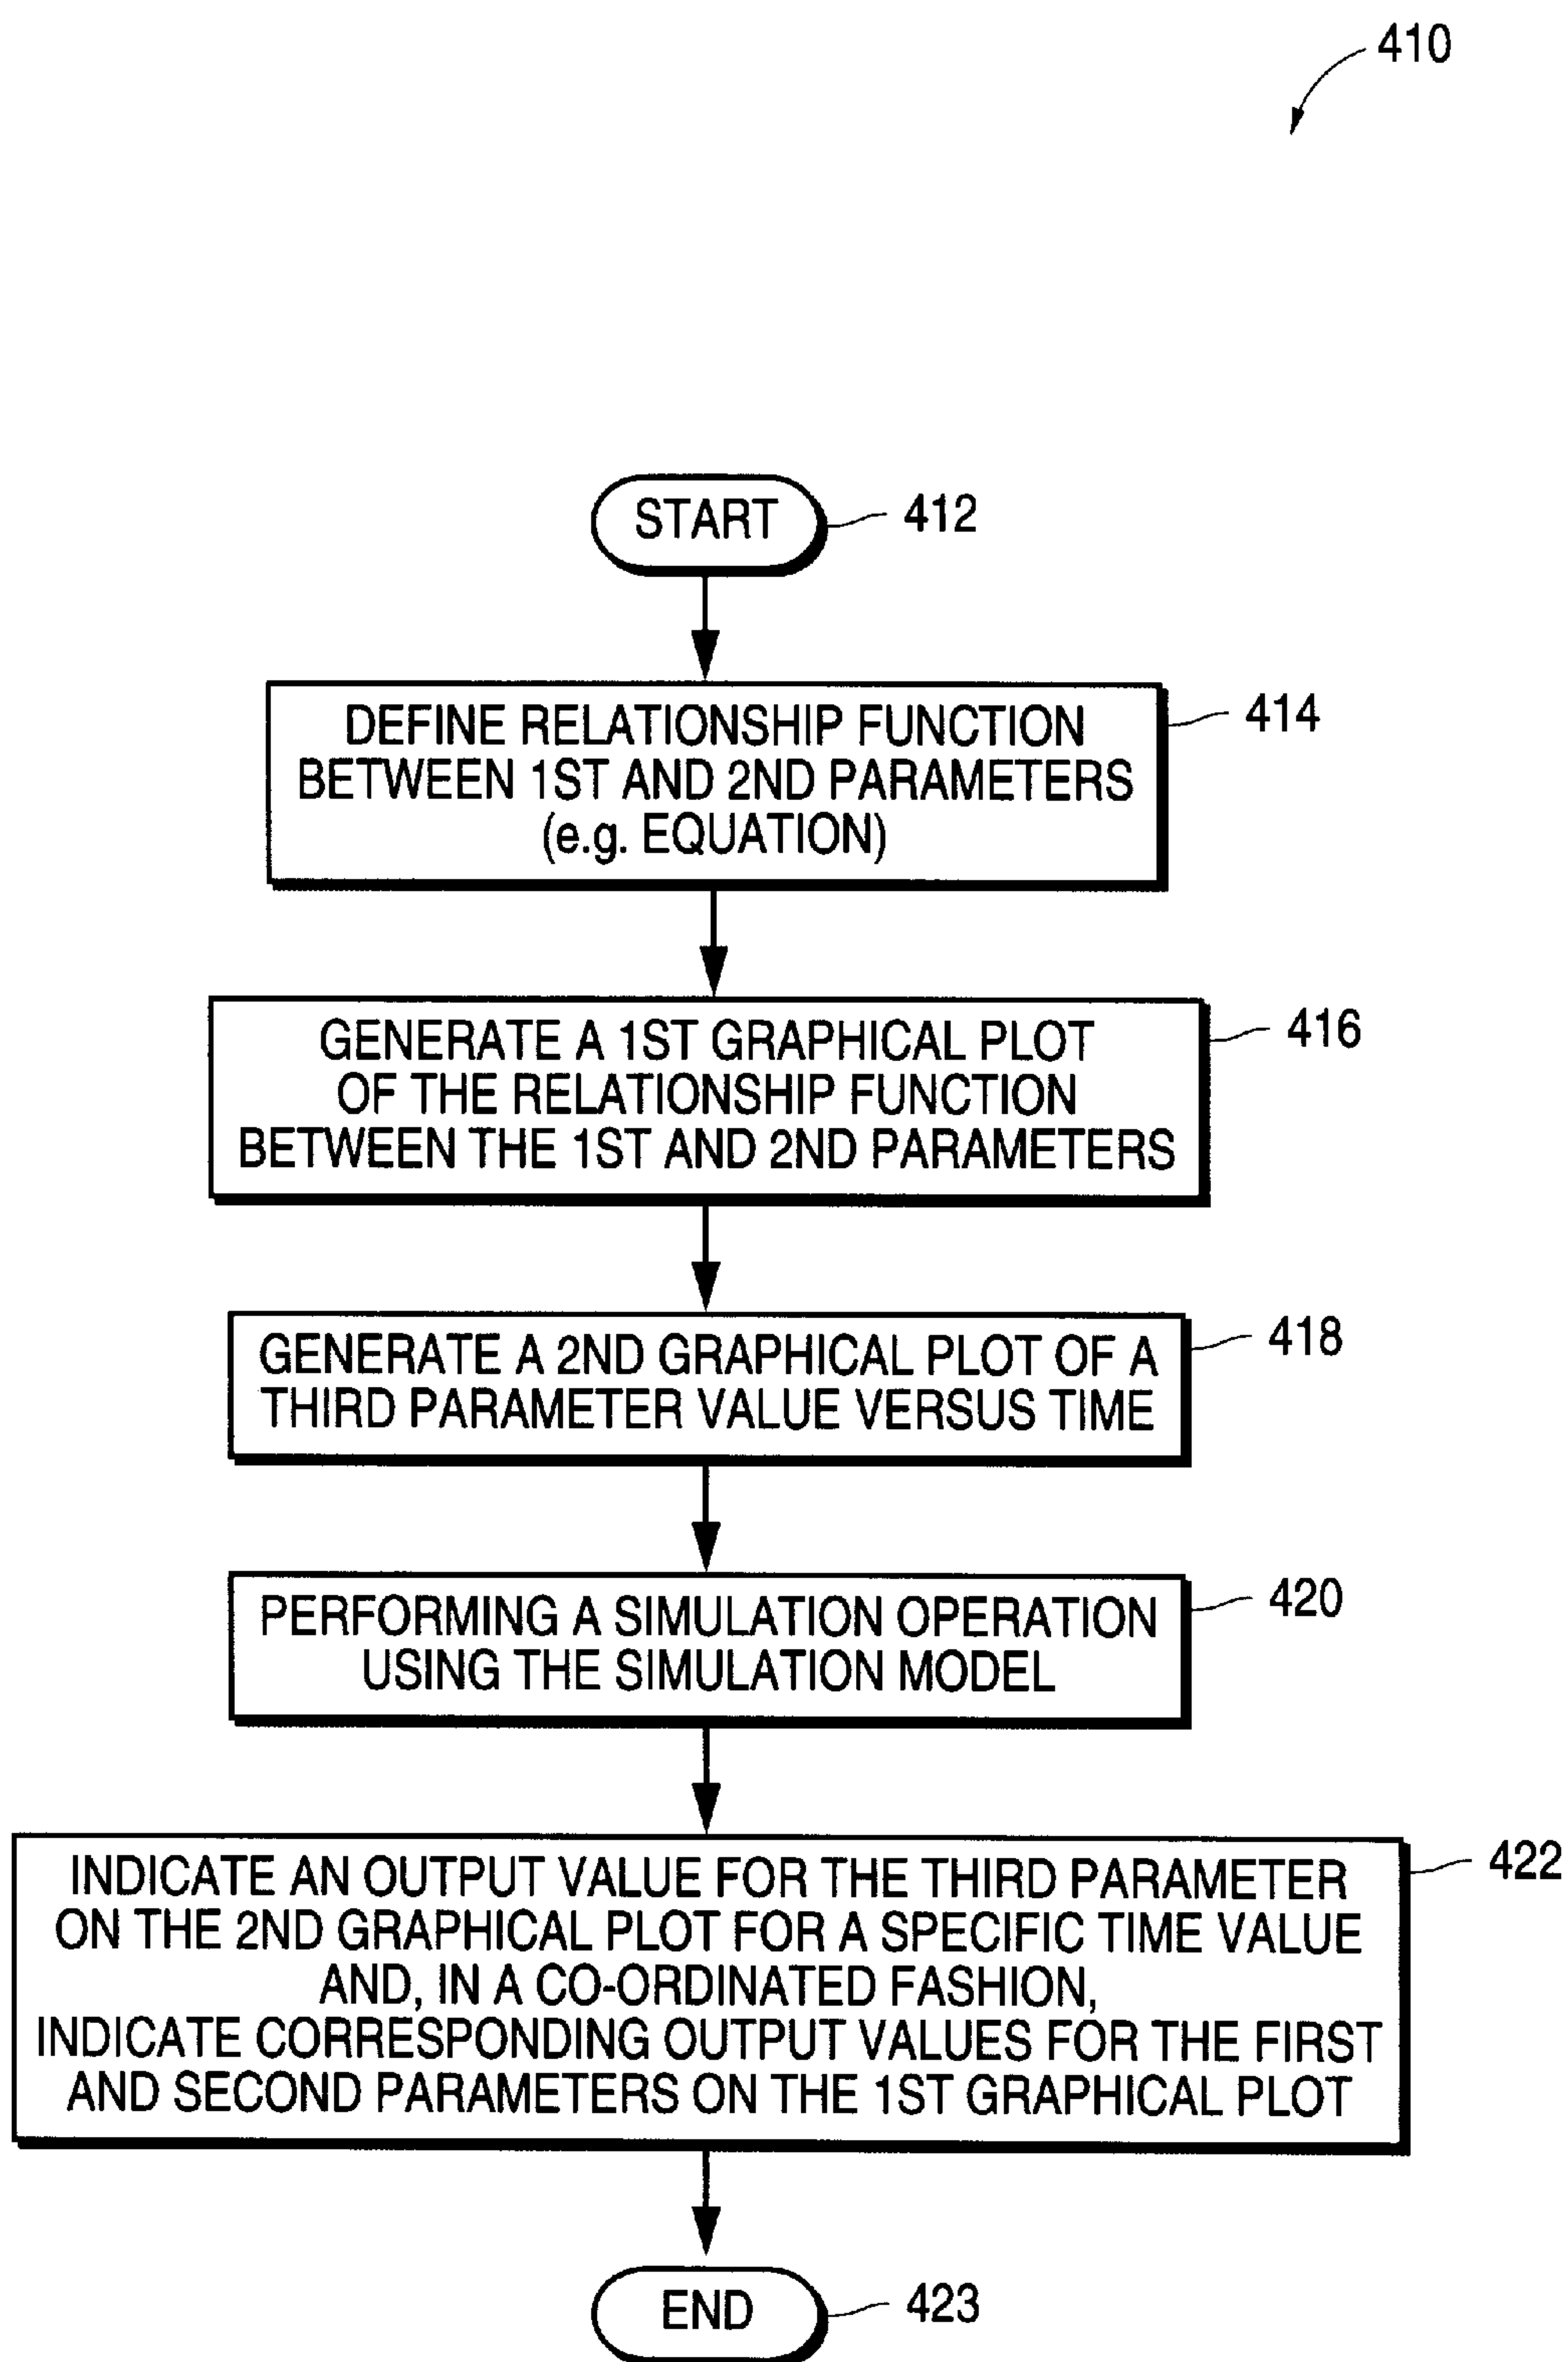 410
START
412
DEFINE RELATIONSHIP FUNCTION
BETWEEN 1ST AND 2ND PARAMETERS
(e.g. EQUATION)
414
GENERATE A 1ST GRAPHICAL PLOT
OF THE RELATIONSHIP FUNCTION
BETWEEN THE 1ST AND 2ND PARAMETERS
416
GENERATE A 2ND GRAPHICAL PLOT OF A
THIRD PARAMETER VALUE VERSUS TIME
418
PERFORMING A SIMULATION OPERATION
USING THE SIMULATION MODEL
420
INDICATE AN OUTPUT VALUE FOR THE THIRD PARAMETER
ON THE 2ND GRAPHICAL PLOT FOR A SPECIFIC TIME VALUE
AND, IN A CO-ORDINATED FASHION,
INDICATE CORRESPONDING OUTPUT VALUES FOR THE FIRST
AND SECOND PARAMETERS ON THE 1ST GRAPHICAL PLOT
422
END
423